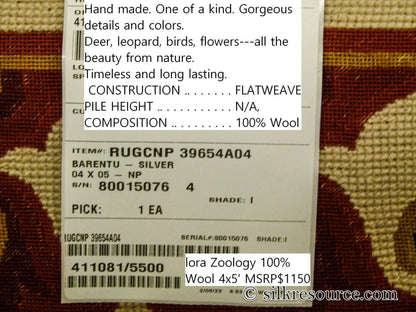 Hand made. One of a kind. Gorgeous
details and colors.
Deer, leopard, birds, flowers---all the
beauty from nature.
Timeless and long lasting.
CONSTRUCTION .. . . . . . . FLATWEAVE
PILE HEIGHT .. . . . . . . . . . N/A,
COMPOSITION . . . . . . . . . . 100% Wool
ITEM#: RUGCNP 39654A04
BARENTU - SILVER
04 X 05 - NP
S/N: 80015076 4
SHADE: I
PICK: 1 EA
RUGCNP 39654A04 SERIAL#:80015076 SHADE:I
411081/5500
Iora Zoology 100%
Wool 4x5' MSRP$1150
© silkresource.com